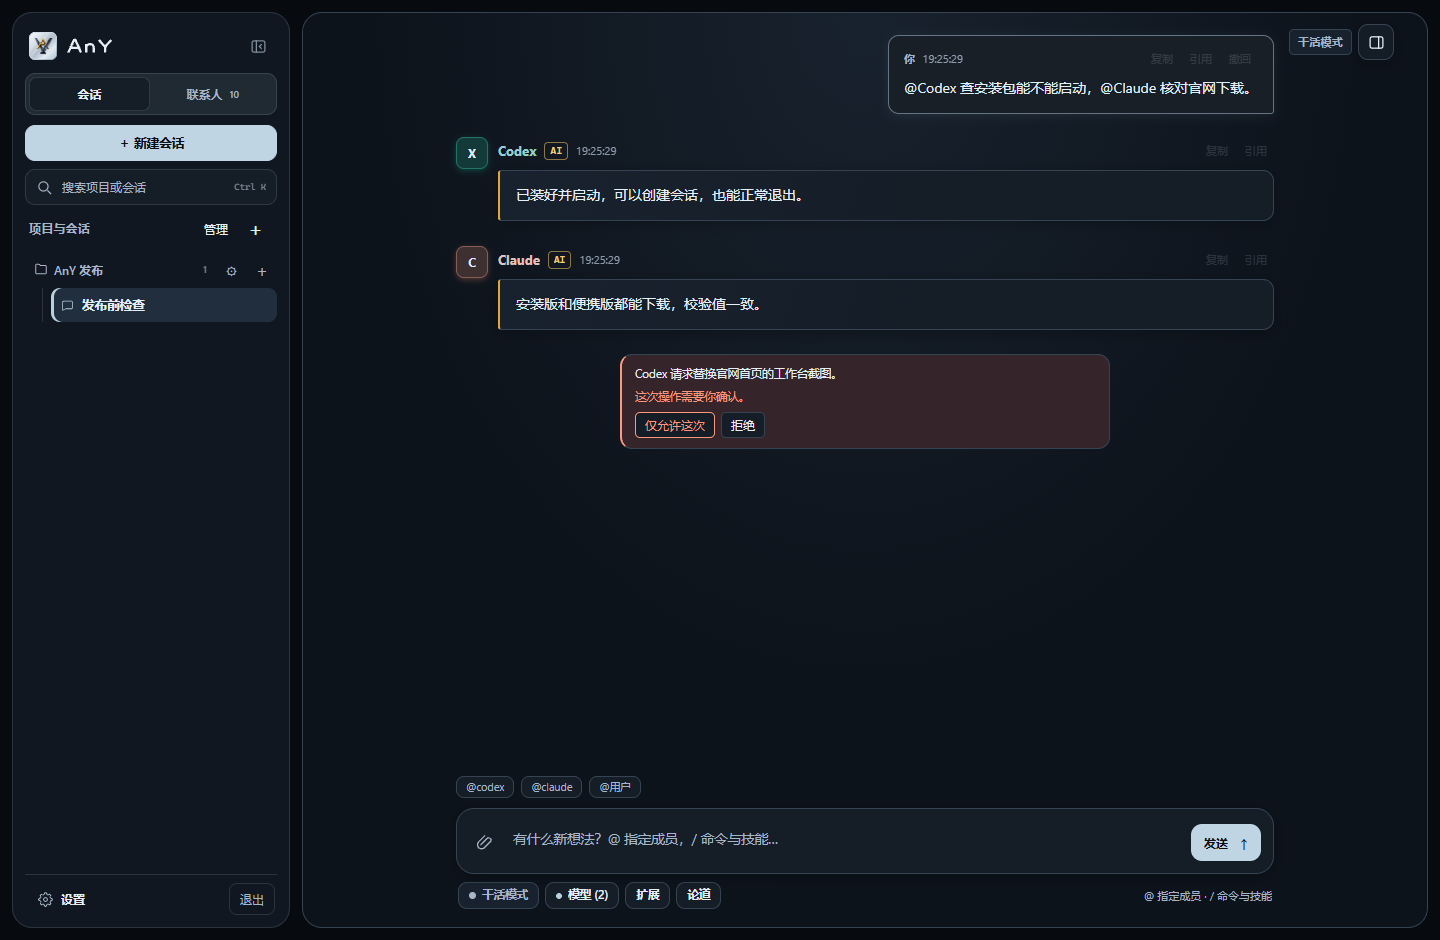 AnY
会话
联系人 10
+ 新建会话
搜索项目或会话 Ctrl K
项目与会话 管理 +
AnY 发布 1 +
发布前检查
设置 退出
干活模式
你 19:25:29 复制 引用 撤回
@Codex 查安装包能不能启动，@Claude 核对官网下载。
X Codex AI 19:25:29 复制 引用
已装好并启动，可以创建会话，也能正常退出。
C Claude AI 19:25:29 复制 引用
安装版和便携版都能下载，校验值一致。
Codex 请求替换官网首页的工作台截图。
这次操作需要你确认。
仅允许这次 拒绝
@codex @claude @用户
有什么新想法？@ 指定成员，/ 命令与技能...
发送 ↑
干活模式 模型 (2) 扩展 论道
@ 指定成员 · / 命令与技能